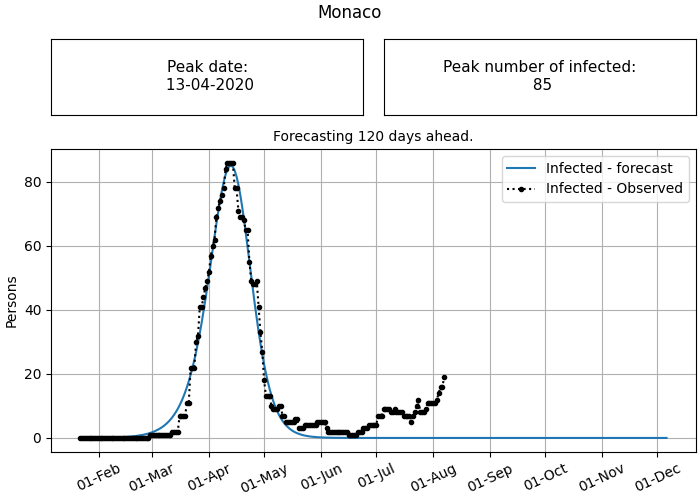 Monaco
Peak date:
13-04-2020
Peak number of infected:
85
Forecasting 120 days ahead.
Infected - forecast
Infected - Observed
Persons
80
60
40
20
0
01-Feb
01-Mar
01-Apr
01-May
01-Jun
01-Jul
01-Aug
01-Sep
01-Oct
01-Nov
01-Dec